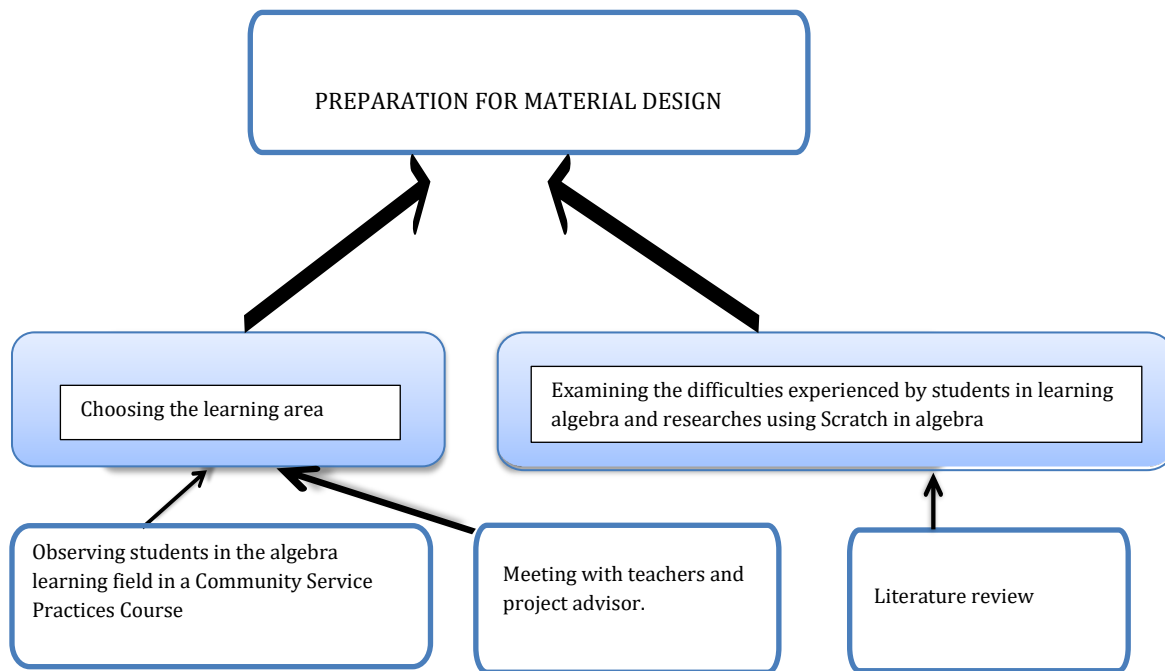 PREPARATION FOR MATERIAL DESIGN
Choosing the learning area
Examining the difficulties experienced by students in learning
algebra and researches using Scratch in algebra
Observing students in the algebra
learning field in a Community Service
Practices Course
Meeting with teachers and
project advisor.
Literature review